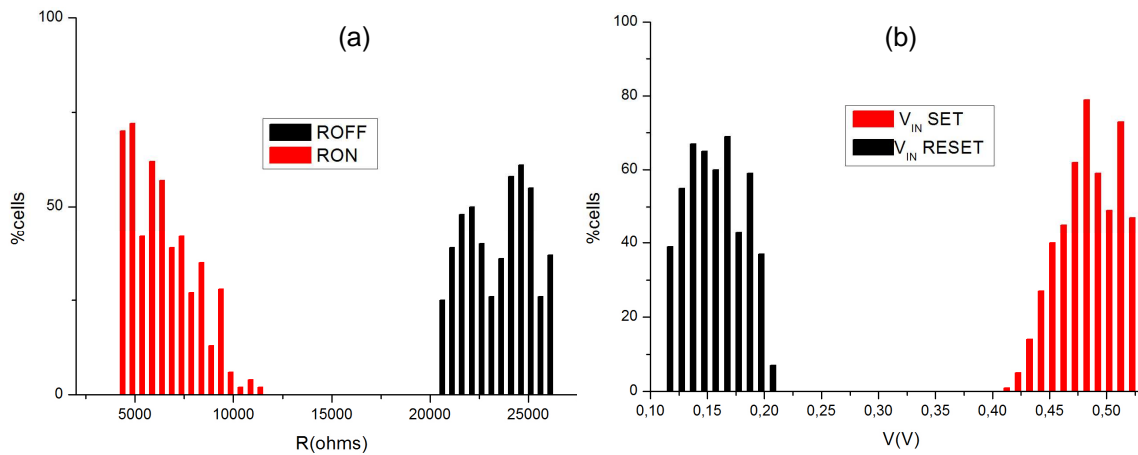 (a)
100
50
0
%cells
ROFF
RON
5000 10000 15000 20000 25000
R(ohms)
(b)
100
80
60
40
20
0
%cells
VIN SET
VIN RESET
0,10 0,15 0,20 0,25 0,30 0,35 0,40 0,45 0,50
V(V)